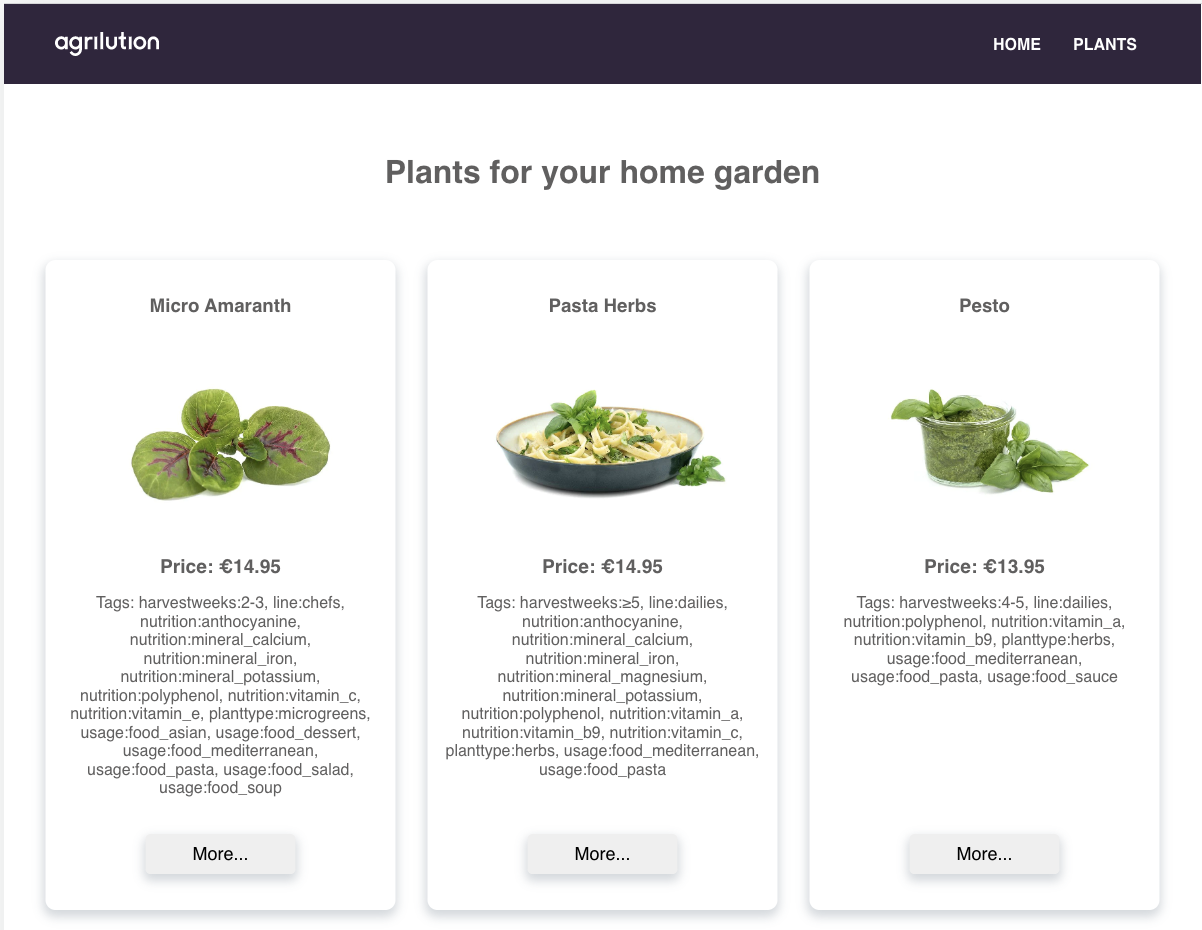 agrilution
HOME PLANTS
Plants for your home garden
Micro Amaranth
Price: €14.95
Tags: harvestweeks:2-3, line:chefs,
nutrition:anthocyanine,
nutrition:mineral_calcium,
nutrition:mineral_iron,
nutrition:mineral_potassium,
nutrition:polyphenol, nutrition:vitamin_c,
nutrition:vitamin_e, planttype:microgreens,
usage:food_asian, usage:food_dessert,
usage:food_mediterranean,
usage:food_pasta, usage:food_salad,
usage:food_soup
More...
Pasta Herbs
Price: €14.95
Tags: harvestweeks:≥5, line:dailies,
nutrition:anthocyanine,
nutrition:mineral_calcium,
nutrition:mineral_iron,
nutrition:mineral_magnesium,
nutrition:mineral_potassium,
nutrition:polyphenol, nutrition:vitamin_a,
nutrition:vitamin_b9, nutrition:vitamin_c,
planttype:herbs, usage:food_mediterranean,
usage:food_pasta
More...
Pesto
Price: €13.95
Tags: harvestweeks:4-5, line:dailies,
nutrition:polyphenol, nutrition:vitamin_a,
nutrition:vitamin_b9, planttype:herbs,
usage:food_mediterranean,
usage:food_pasta, usage:food_sauce
More...